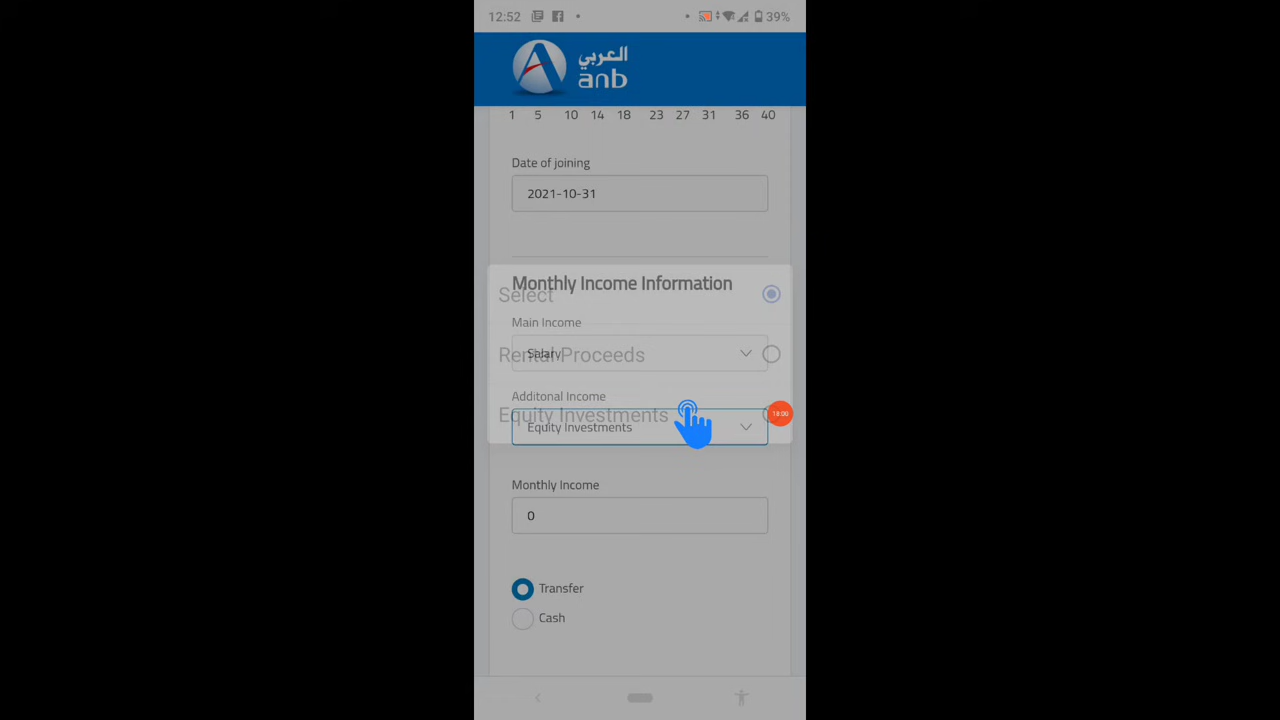 12:52
39%
العربي
anb
1 5 10 14 18 23 27 31 36 40
Date of joining
2021-10-31
Monthly Income Information
Select
Main Income
Salary
Rental Proceeds
Additonal Income
Equity Investments
18:00
Equity Investments
Monthly Income
0
Transfer
Cash